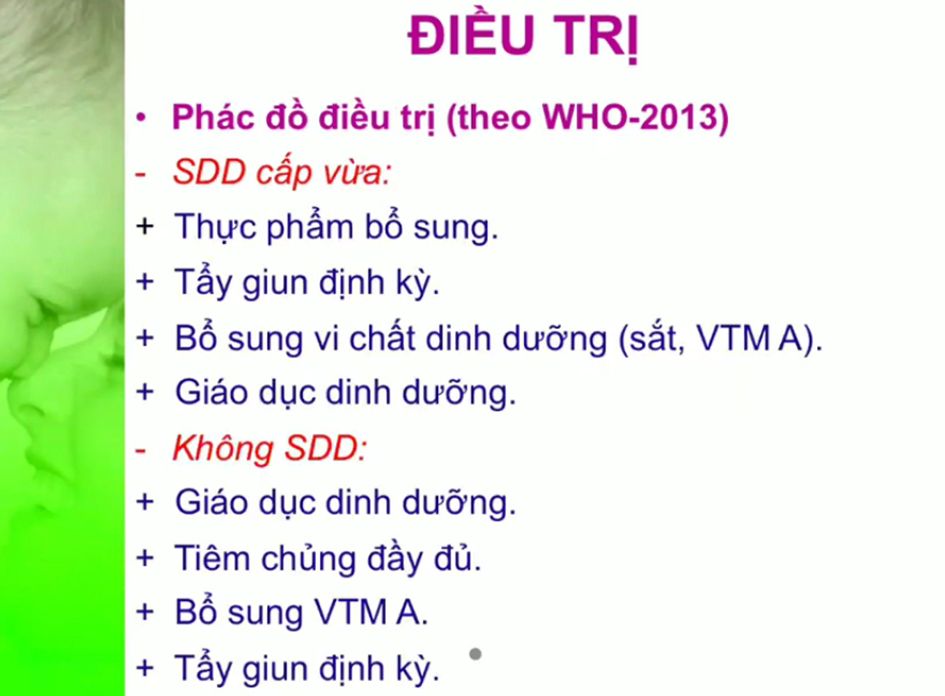 ĐIỀU TRỊ
• Phác đồ điều trị (theo WHO-2013)
- SDD cấp vừa:
+ Thực phẩm bổ sung.
+ Tẩy giun định kỳ.
+ Bổ sung vi chất dinh dưỡng (sắt, VTM A).
+ Giáo dục dinh dưỡng.
- Không SDD:
+ Giáo dục dinh dưỡng.
+ Tiêm chủng đầy đủ.
+ Bổ sung VTM A.
+ Tẩy giun định kỳ.